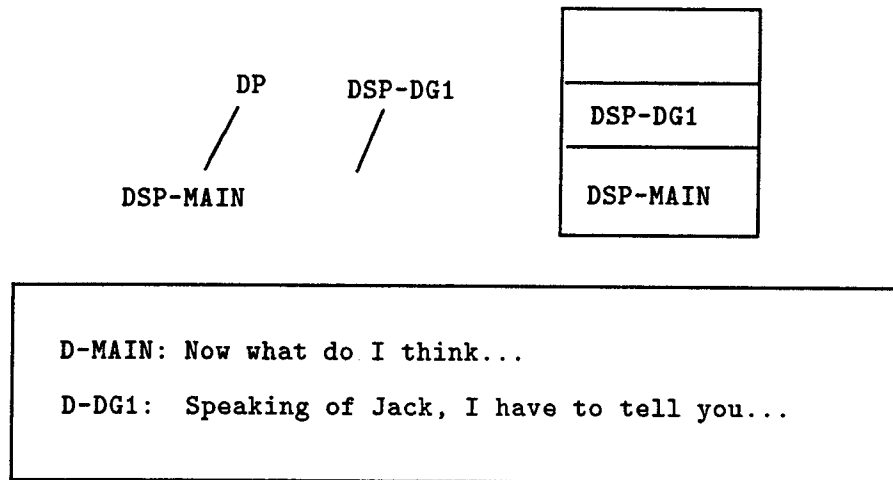 DP
DSP-DG1
DSP-MAIN
DSP-DG1
DSP-MAIN
D-MAIN: Now what do I think...
D-DG1: Speaking of Jack, I have to tell you...